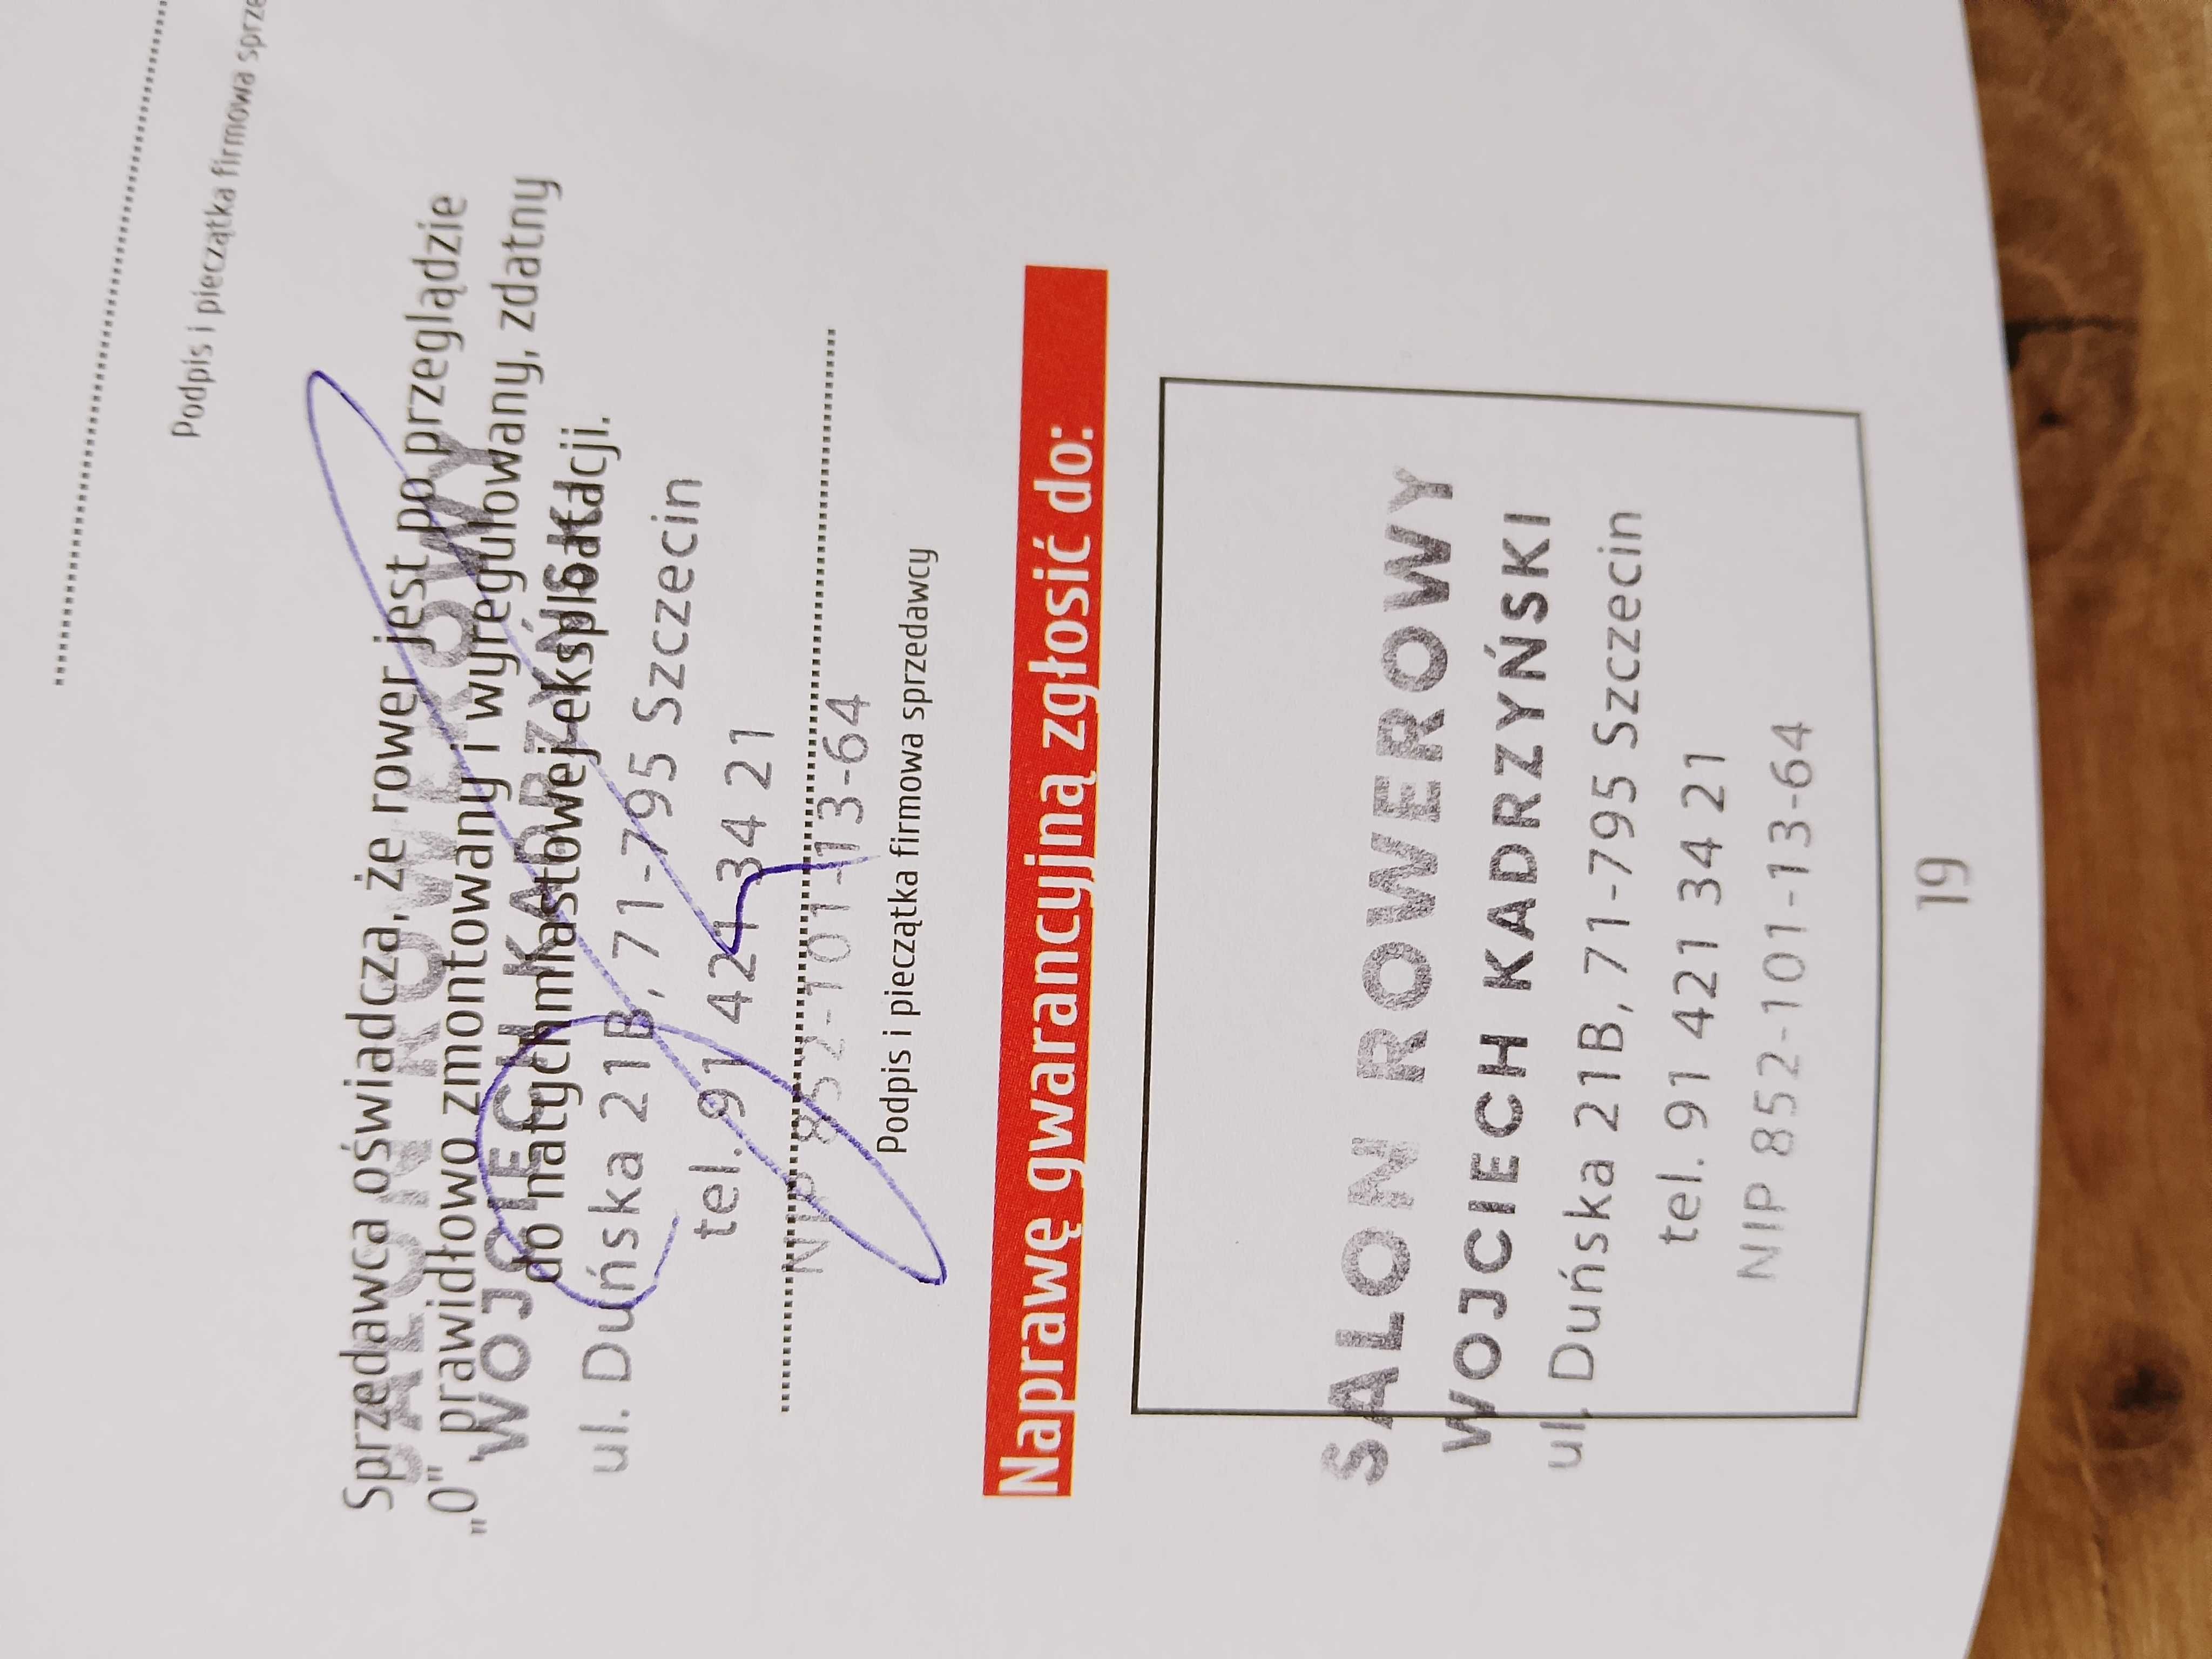 Podpis i pieczątka firmowa sprze
Sprzedawca oświadcza, że rower jest po przeglądzie
„0" prawidłowo zmontowany i wyregulowany, zdatny
do natychmiastowej eksploatacji.
SALON ROWEROWY
WOJCIECH KADRZYŃSKI
ul. Duńska 21B, 71-795 Szczecin
tel. 91 421 34 21
NIP 852-101-13-64
Podpis i pieczątka firmowa sprzedawcy
Naprawę gwarancyjną zgłosić do:
SALON ROWEROWY
WOJCIECH KADRZYŃSKI
ul. Duńska 21B, 71-795 Szczecin
tel. 91 421 34 21
NIP 852-101-13-64
19